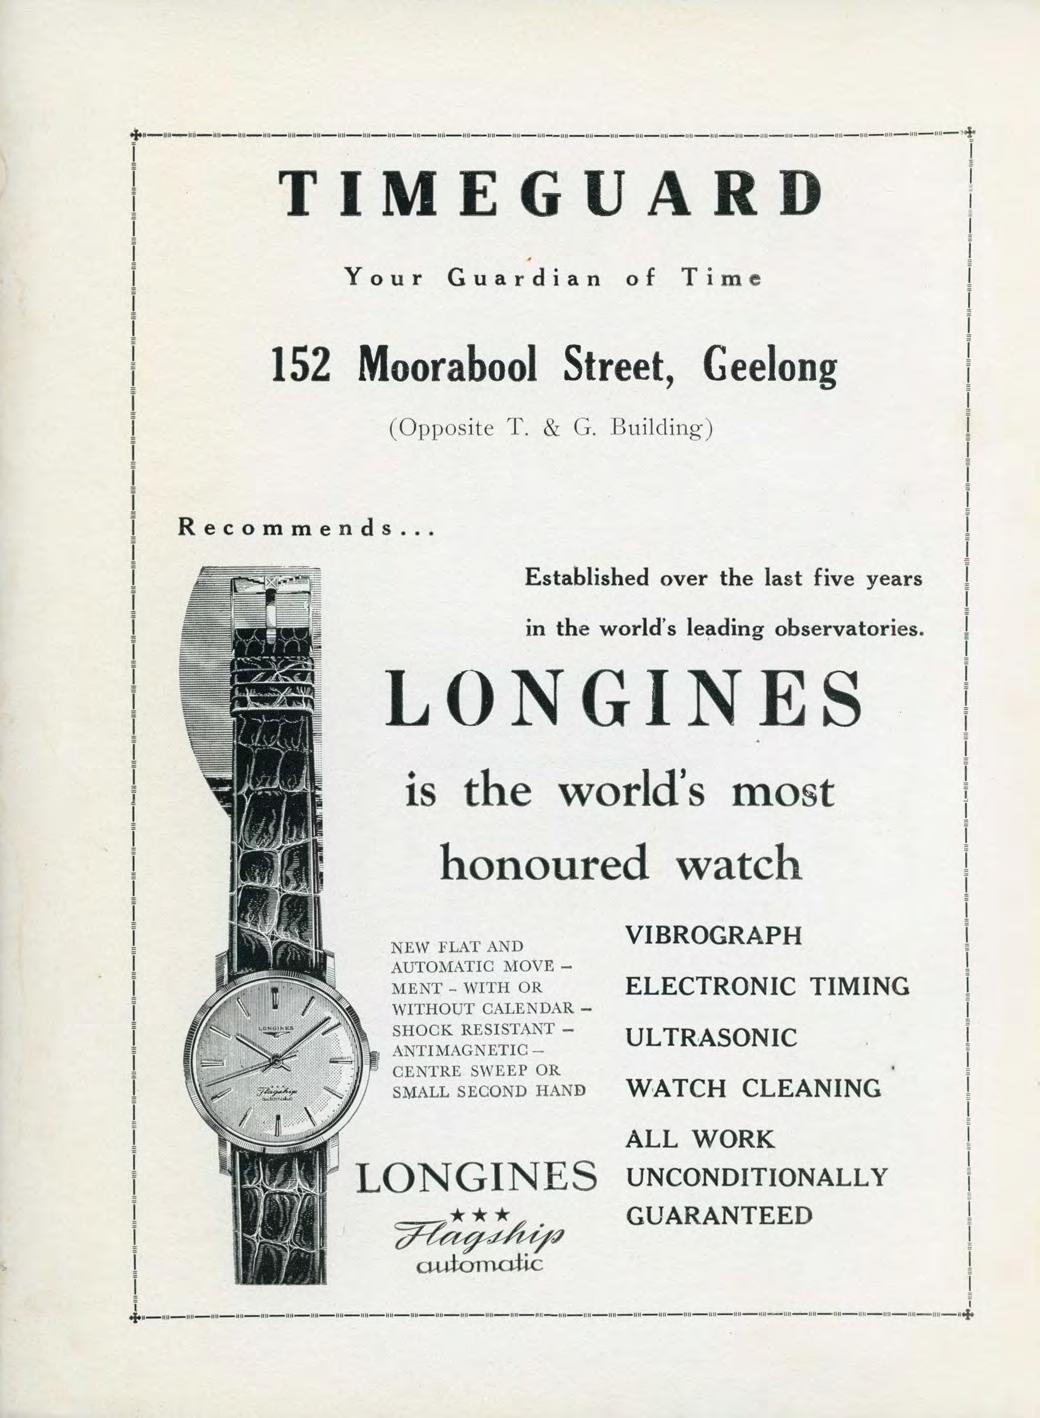 TIMEGUARD
Your Guardian of Time
152 Moorabool Street, Geelong
(Opposite T. & G. Building)
Recommends...
Established over the last five years
in the world's leading observatories.
LONGINES
is the world's most
honoured watch
NEW FLAT AND
AUTOMATIC MOVE –
MENT – WITH OR
WITHOUT CALENDAR –
SHOCK RESISTANT –
ANTIMAGNETIC –
CENTRE SWEEP OR
SMALL SECOND HAND
VIBROGRAPH
ELECTRONIC TIMING
ULTRASONIC
WATCH CLEANING
ALL WORK
UNCONDITIONALLY
GUARANTEED
LONGINES
Flagship
AUTOMATIC
LONGINES
★★★
Flagship
automatic